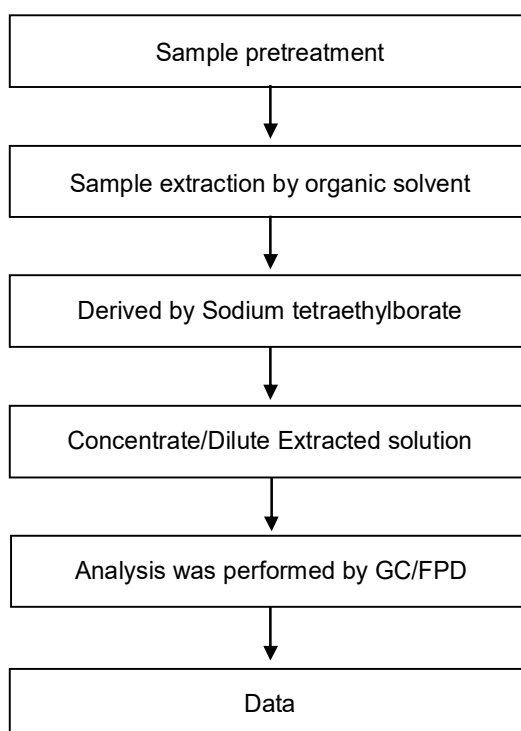 Sample pretreatment
Sample extraction by organic solvent
Derived by Sodium tetraethylborate
Concentrate/Dilute Extracted solution
Analysis was performed by GC/FPD
Data